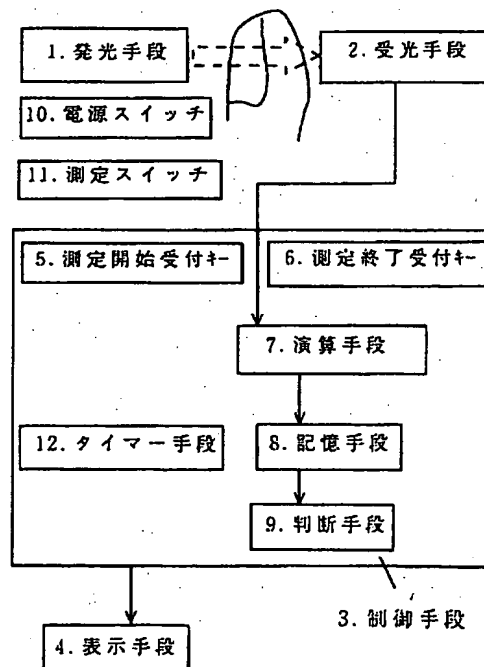 1. 発光手段
2. 受光手段
10. 電源スイッチ
11. 測定スイッチ
5. 測定開始受付キー
6. 測定終了受付キー
7. 演算手段
12. タイマー手段
8. 記憶手段
9. 判断手段
3. 制御手段
4. 表示手段